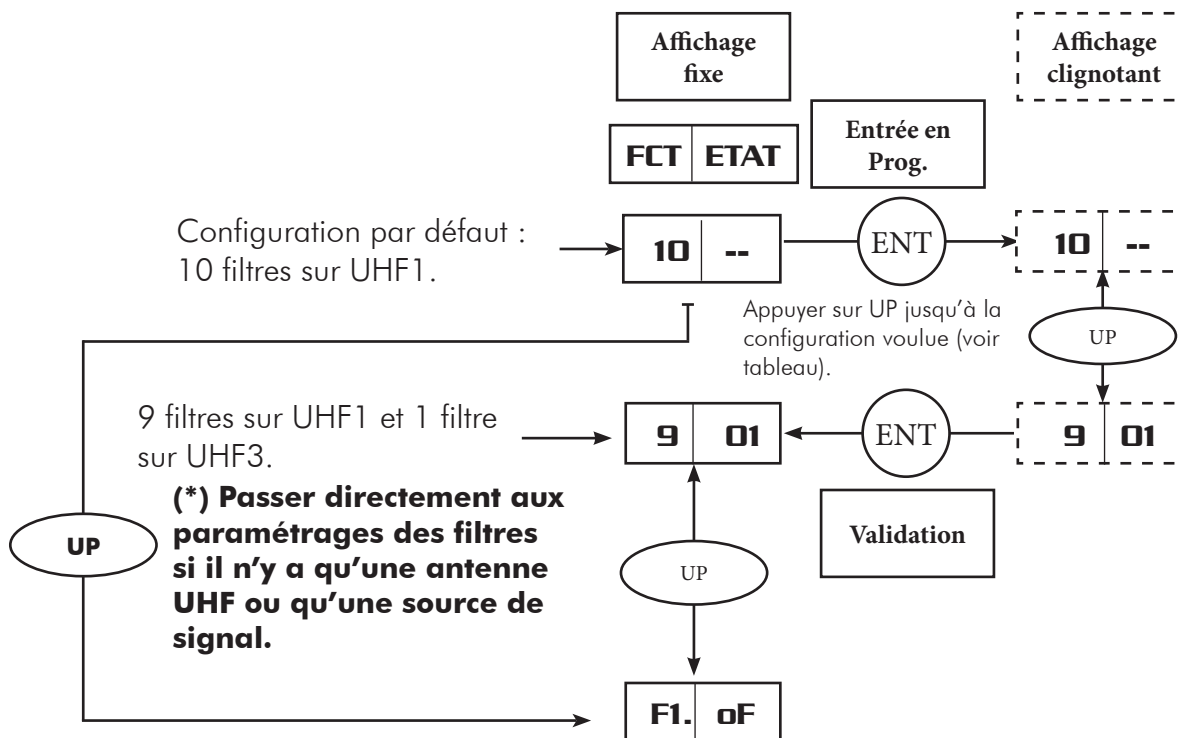 Affichage
fixe
Affichage
clignotant
FCT ETAT
Entrée en
Prog.
Configuration par défaut :
10 filtres sur UHF1.
10 --
ENT
10 --
Appuyer sur UP jusqu'à la
configuration voulue (voir
tableau).
UP
9 filtres sur UHF1 et 1 filtre
sur UHF3.
9 01
ENT
9 01
(*) Passer directement aux
paramétrages des filtres
si il n'y a qu'une antenne
UHF ou qu'une source de
signal.
UP
Validation
UP
F1. oF